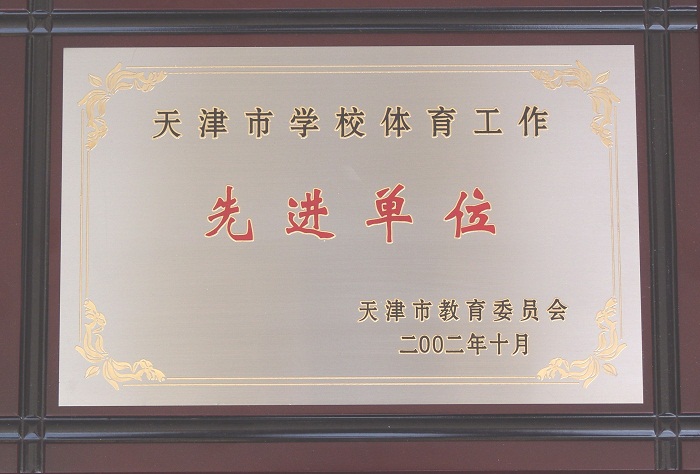 天津市学校体育工作
先进单位
天津市教育委员会
二00二年十月